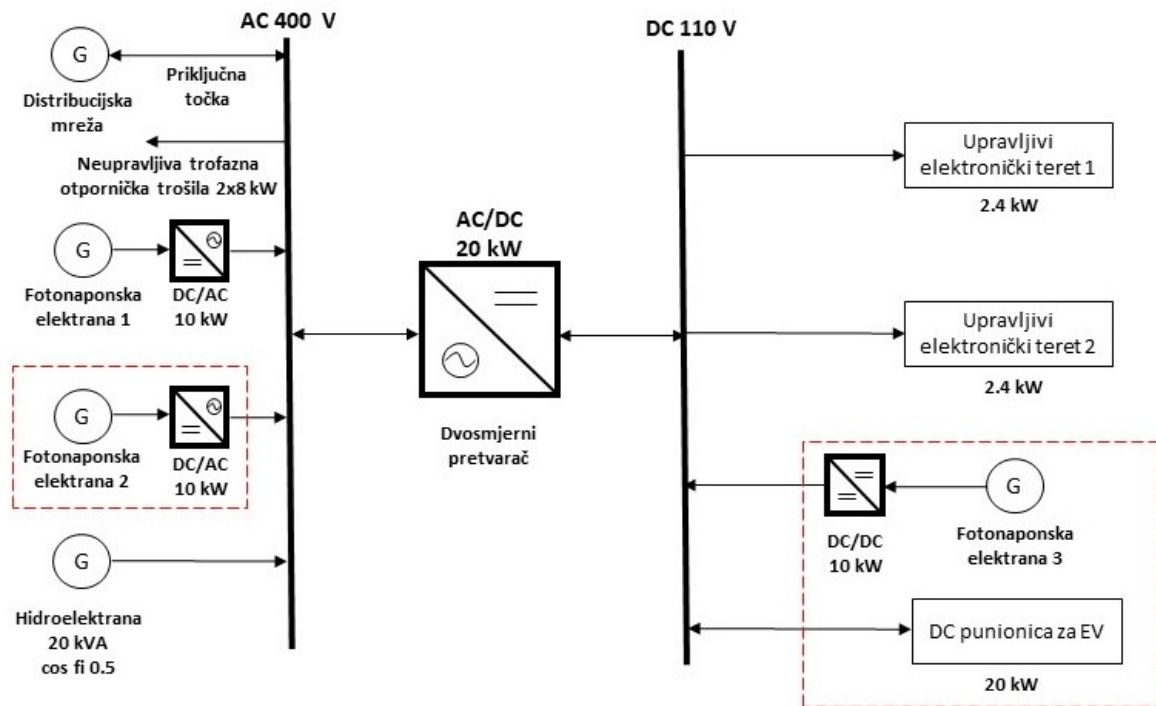 AC 400 V
G
Distribucijska
mreža
Priključna
točka
Neupravljiva trofazna
otpornička trošila 2x8 kW
G
Fotonaponska
elektrana 1
DC/AC
10 kW
G
Fotonaponska
elektrana 2
DC/AC
10 kW
G
Hidroelektrana
20 kVA
cos fi 0.5
AC/DC
20 kW
Dvosmjerni
pretvarač
DC 110 V
Upravljivi
elektronički teret 1
2.4 kW
Upravljivi
elektronički teret 2
2.4 kW
DC/DC
10 kW
G
Fotonaponska
elektrana 3
DC punionica za EV
20 kW